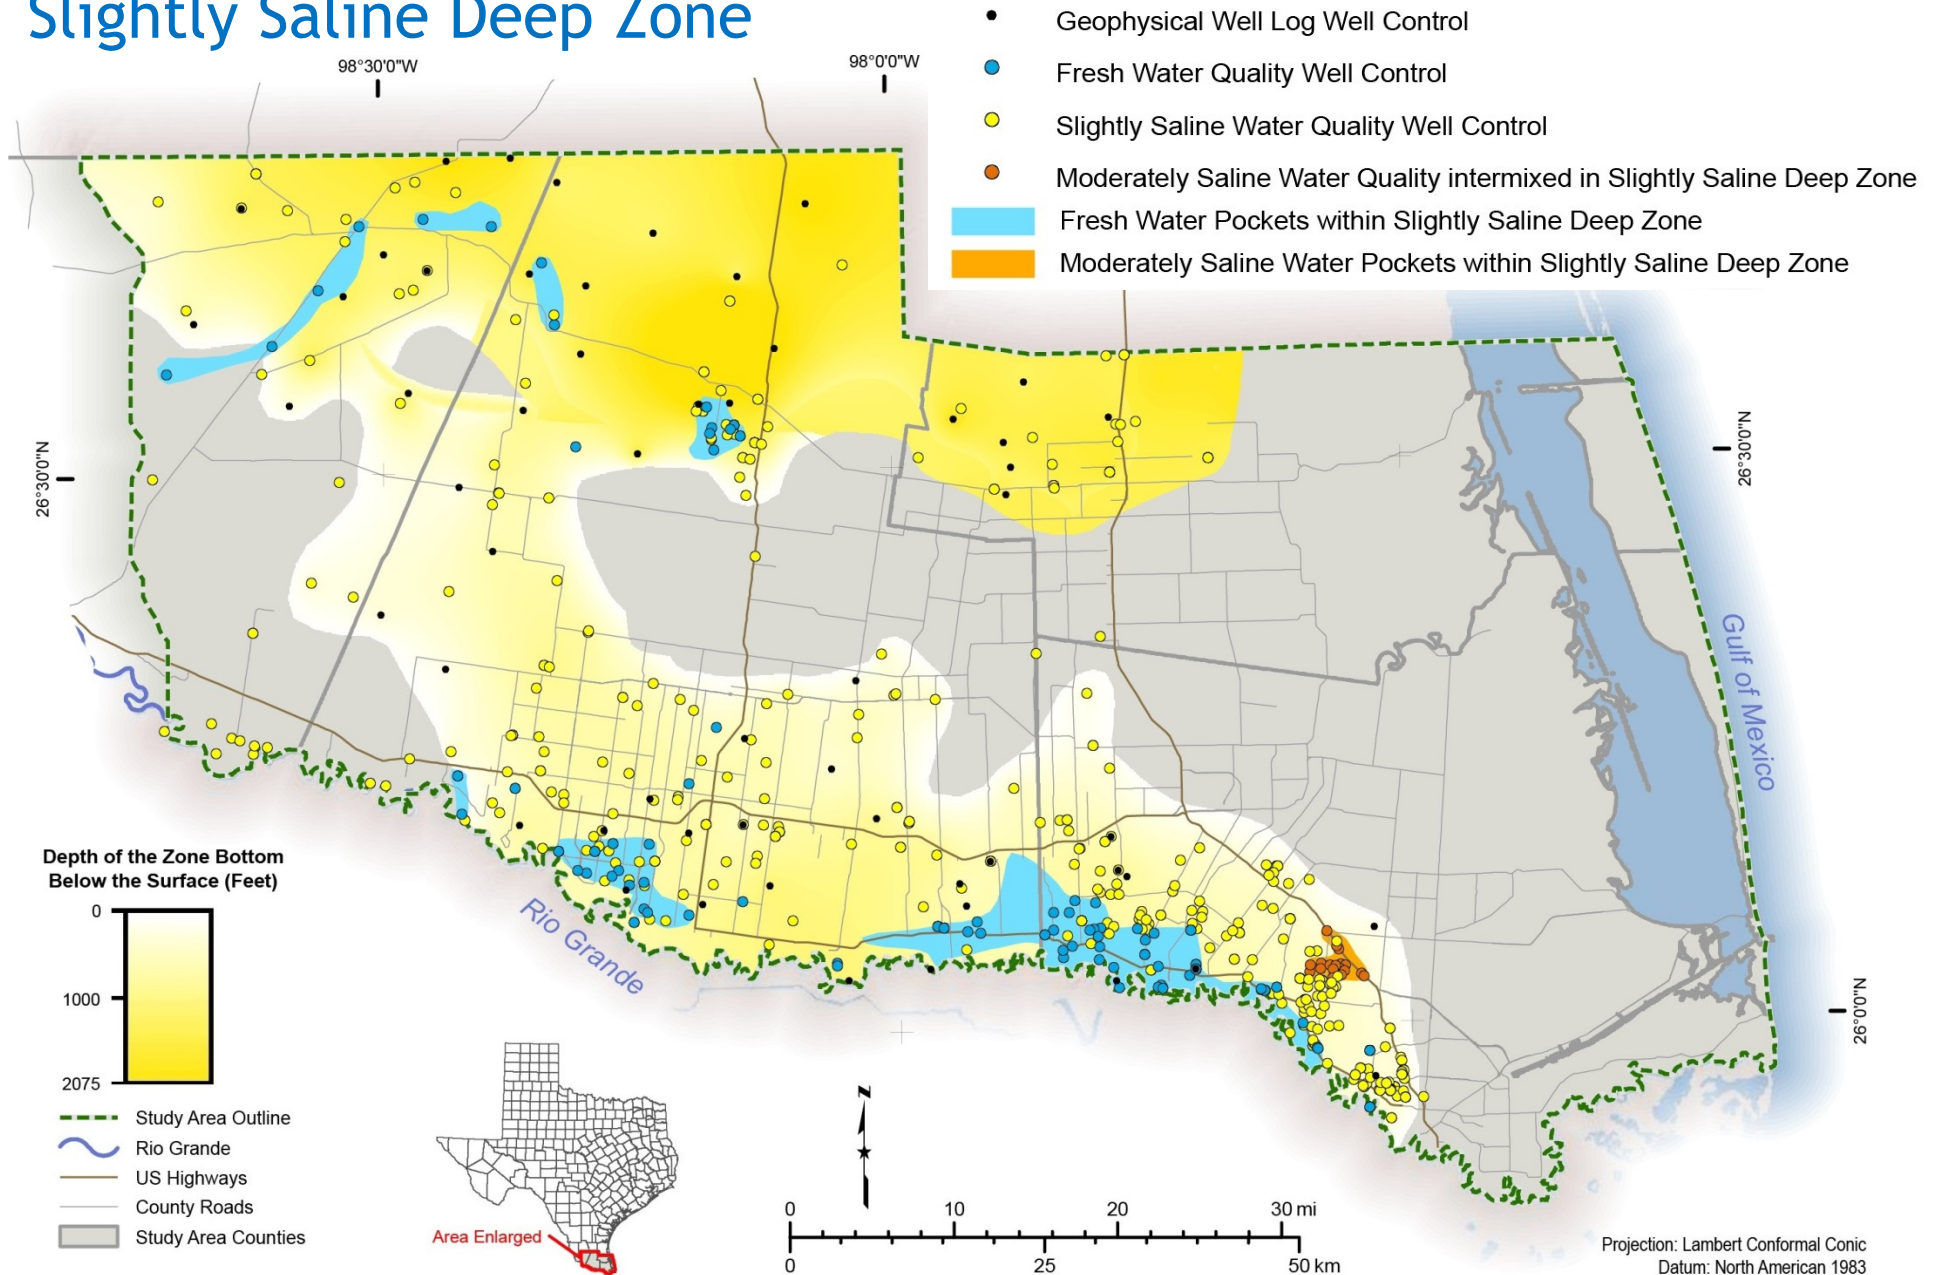 Slightly Saline Deep Zone
Geophysical Well Log Well Control
Fresh Water Quality Well Control
Slightly Saline Water Quality Well Control
Moderately Saline Water Quality intermixed in Slightly Saline Deep Zone
Fresh Water Pockets within Slightly Saline Deep Zone
Moderately Saline Water Pockets within Slightly Saline Deep Zone
98°30'0"W
98°0'0"W
26°30'0"N
26°30'0"N
26°0'0"N
Gulf of Mexico
Rio Grande
Depth of the Zone Bottom
Below the Surface (Feet)
0
1000
2075
Study Area Outline
Rio Grande
US Highways
County Roads
Study Area Counties
Area Enlarged
N
0 10 20 30 mi
0 25 50 km
Projection: Lambert Conformal Conic
Datum: North American 1983